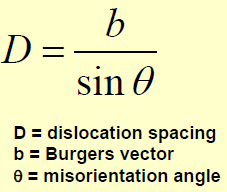 D = b / sin θ
D = dislocation spacing
b = Burgers vector
θ = misorientation angle